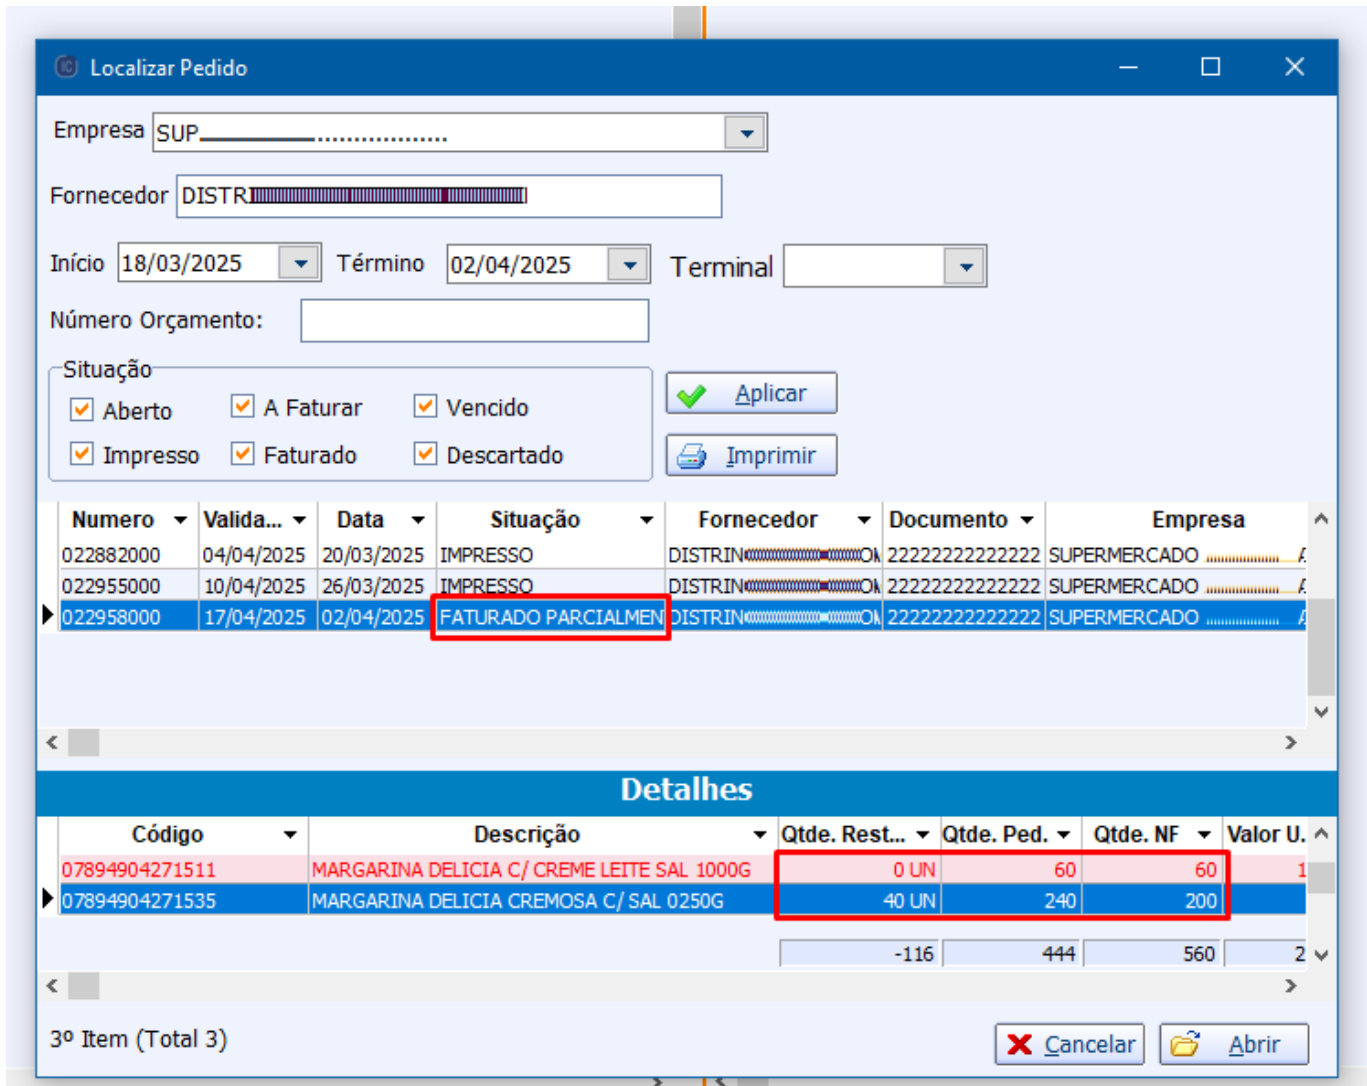 Localizar Pedido
Empresa SUP
Fornecedor DISTRI
Início 18/03/2025 Término 02/04/2025 Terminal
Número Orçamento:
Situação
Aberto A Faturar Vencido Aplicar
Impresso Faturado Descartado Imprimir
Numero Valida... Data Situação Fornecedor Documento Empresa
022882000 04/04/2025 20/03/2025 IMPRESSO DISTRIN 22222222222222 SUPERMERCADO
022955000 10/04/2025 26/03/2025 IMPRESSO DISTRIN 22222222222222 SUPERMERCADO
022958000 17/04/2025 02/04/2025 FATURADO PARCIALMEN DISTRIN 22222222222222 SUPERMERCADO
Detalhes
Código Descrição Qtde. Rest... Qtde. Ped. Qtde. NF Valor U.
07894904271511 MARGARINA DELICIA C/ CREME LEITE SAL 1000G 0 UN 60 60 1
07894904271535 MARGARINA DELICIA CREMOSA C/ SAL 0250G 40 UN 240 200
-116 444 560 2
3º Item (Total 3) Cancelar Abrir